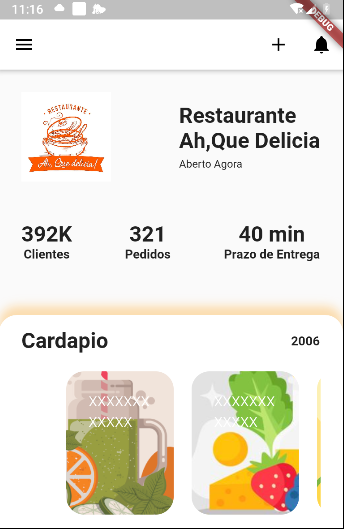 11:16
DEBUG
RESTAURANTE
Ah, Que delicia!
Restaurante
Ah,Que Delicia
Aberto Agora
392K
Clientes
321
Pedidos
40 min
Prazo de Entrega
Cardapio
2006
XXXXXXX
XXXXX
XXXXXXX
XXXXX